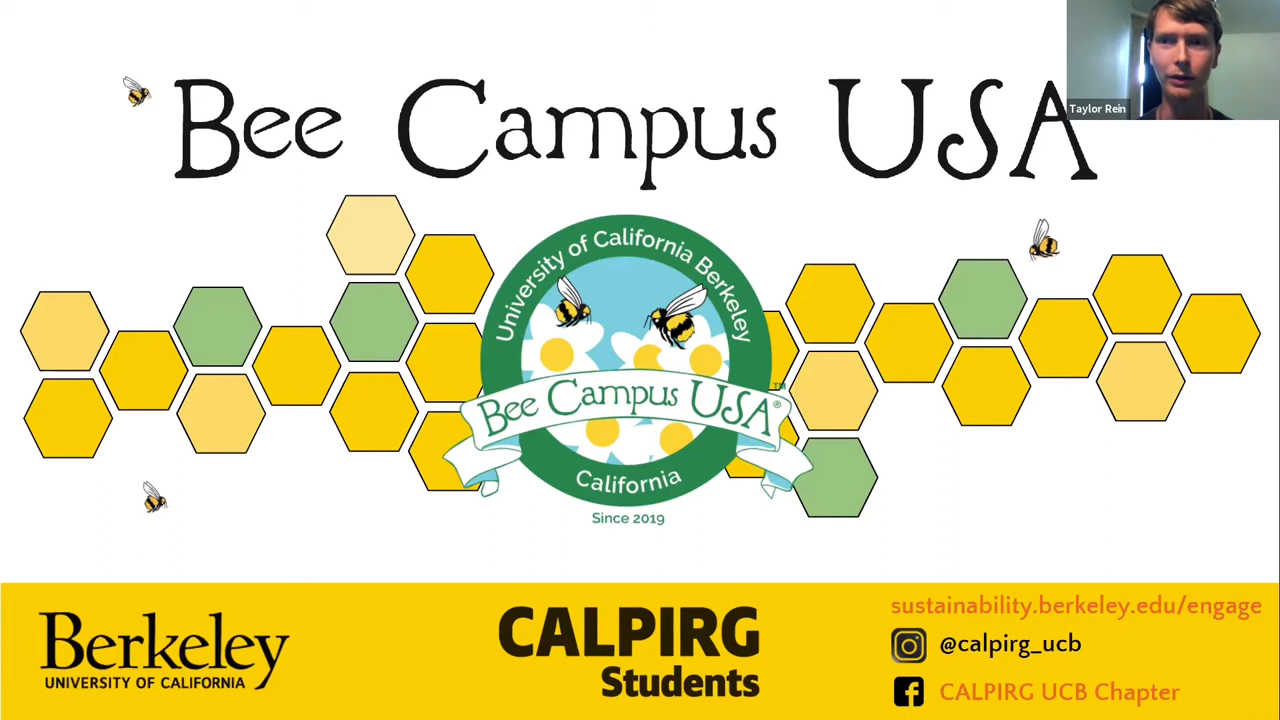 Bee Campus USA
Taylor Rein
University of California Berkeley
Bee Campus USA®
™
California
Since 2019
Berkeley
UNIVERSITY OF CALIFORNIA
CALPIRG
Students
sustainability.berkeley.edu/engage
@calpirg_ucb
CALPIRG UCB Chapter